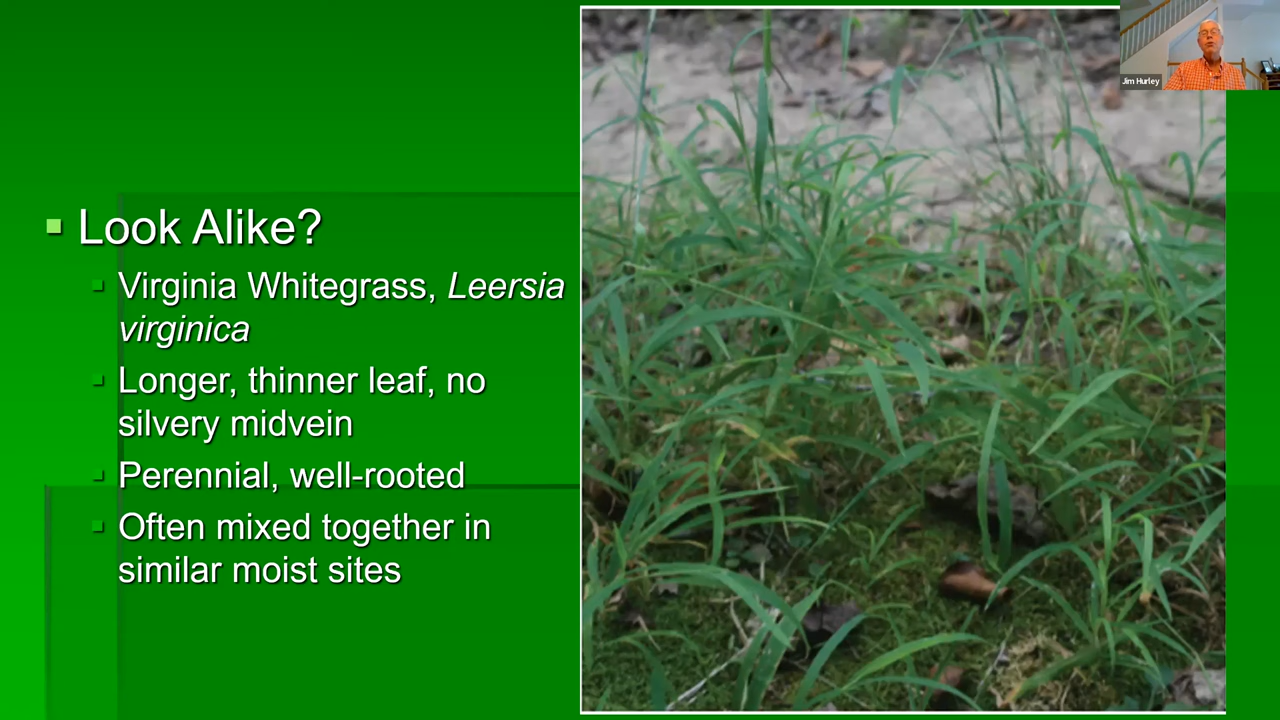 Look Alike?
Virginia Whitegrass, Leersia
virginica
Longer, thinner leaf, no
silvery midvein
Perennial, well-rooted
Often mixed together in
similar moist sites
Jim Hurley